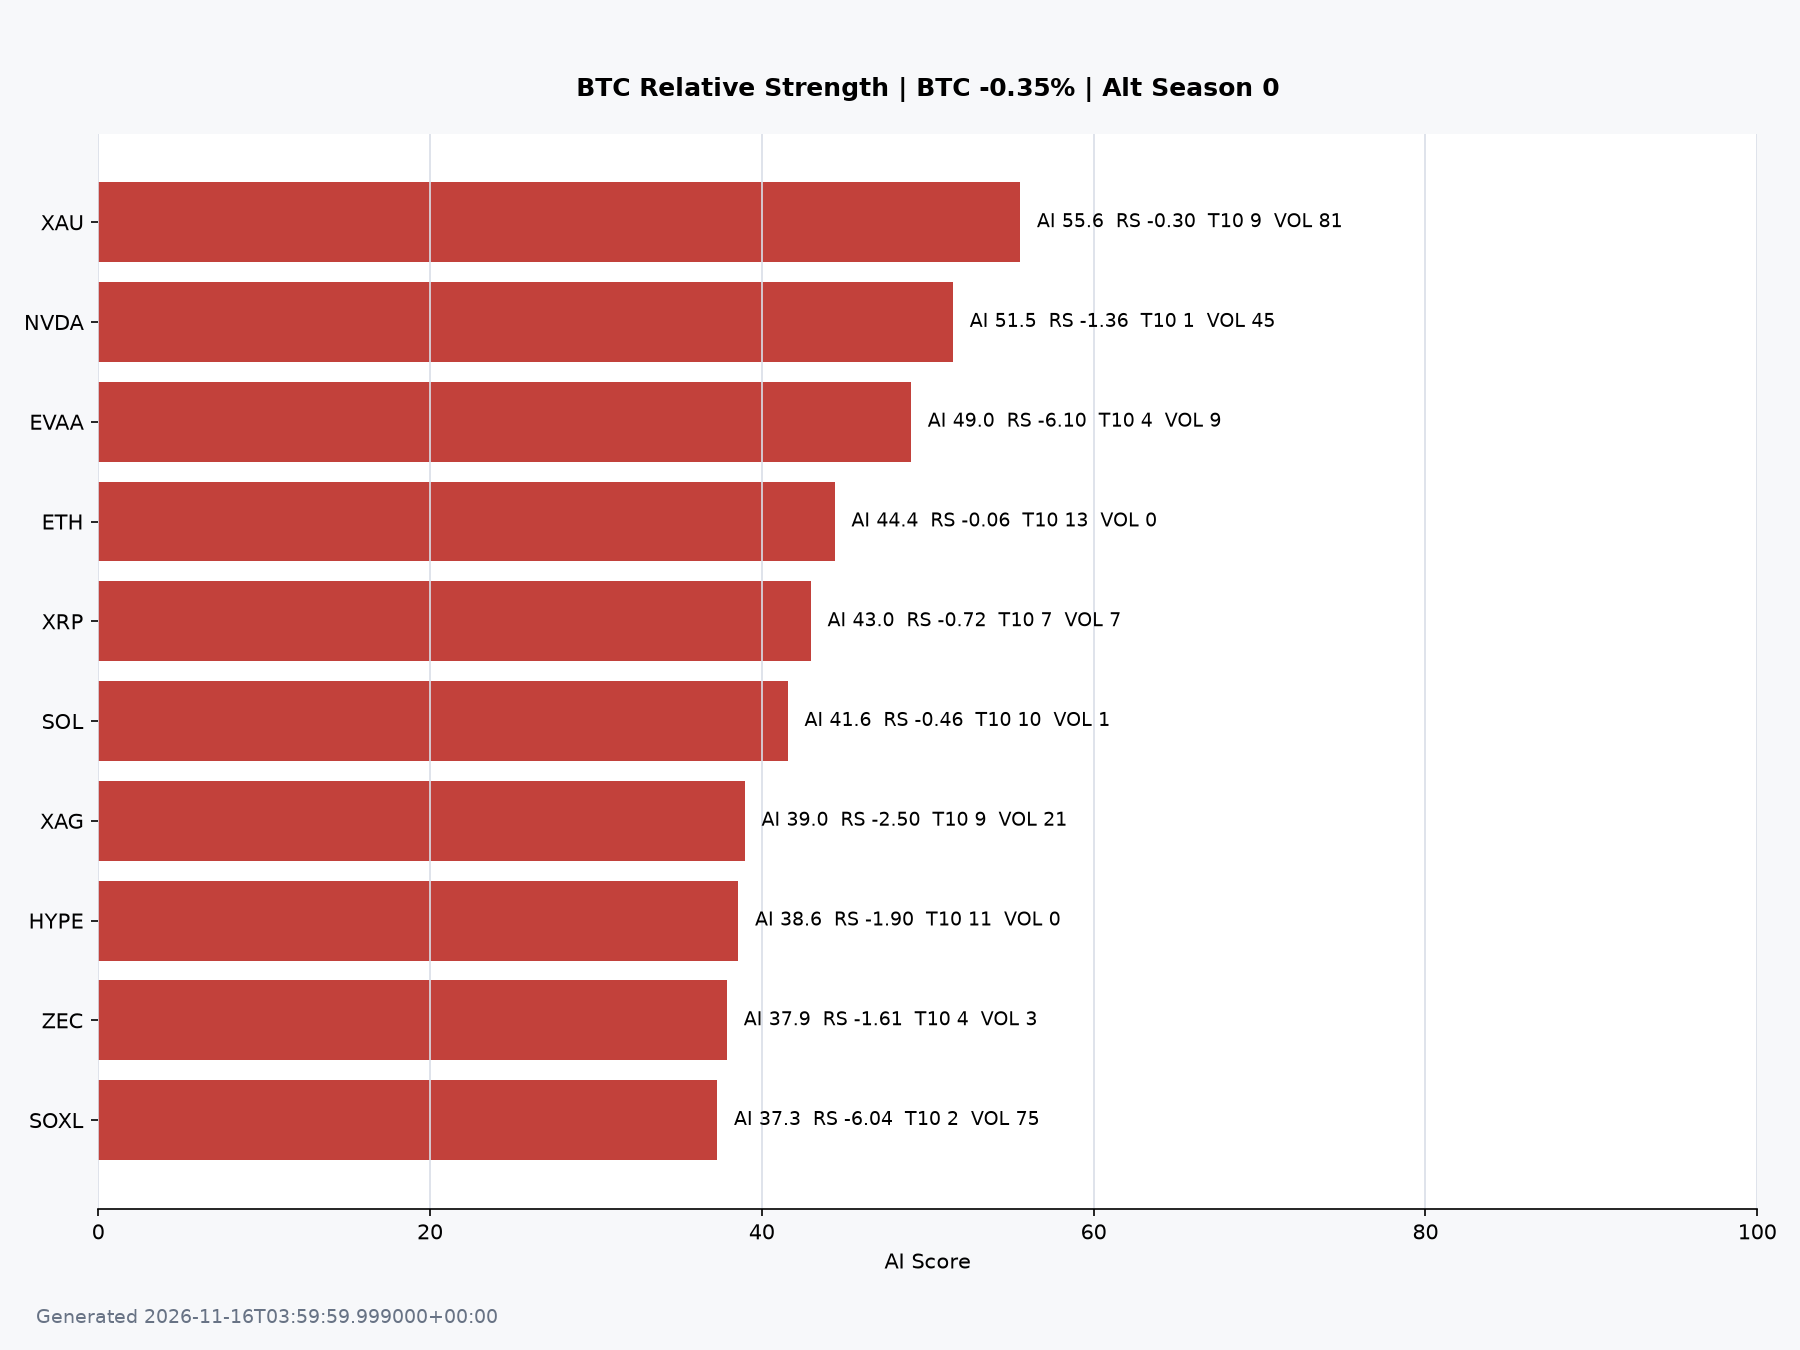 BTC Relative Strength | BTC -0.35% | Alt Season 0
XAU AI 55.6 RS -0.30 T10 9 VOL 81
NVDA AI 51.5 RS -1.36 T10 1 VOL 45
EVAA AI 49.0 RS -6.10 T10 4 VOL 9
ETH AI 44.4 RS -0.06 T10 13 VOL 0
XRP AI 43.0 RS -0.72 T10 7 VOL 7
SOL AI 41.6 RS -0.46 T10 10 VOL 1
XAG AI 39.0 RS -2.50 T10 9 VOL 21
HYPE AI 38.6 RS -1.90 T10 11 VOL 0
ZEC AI 37.9 RS -1.61 T10 4 VOL 3
SOXL AI 37.3 RS -6.04 T10 2 VOL 75
0 20 40 60 80 100
AI Score
Generated 2026-11-16T03:59:59.999000+00:00